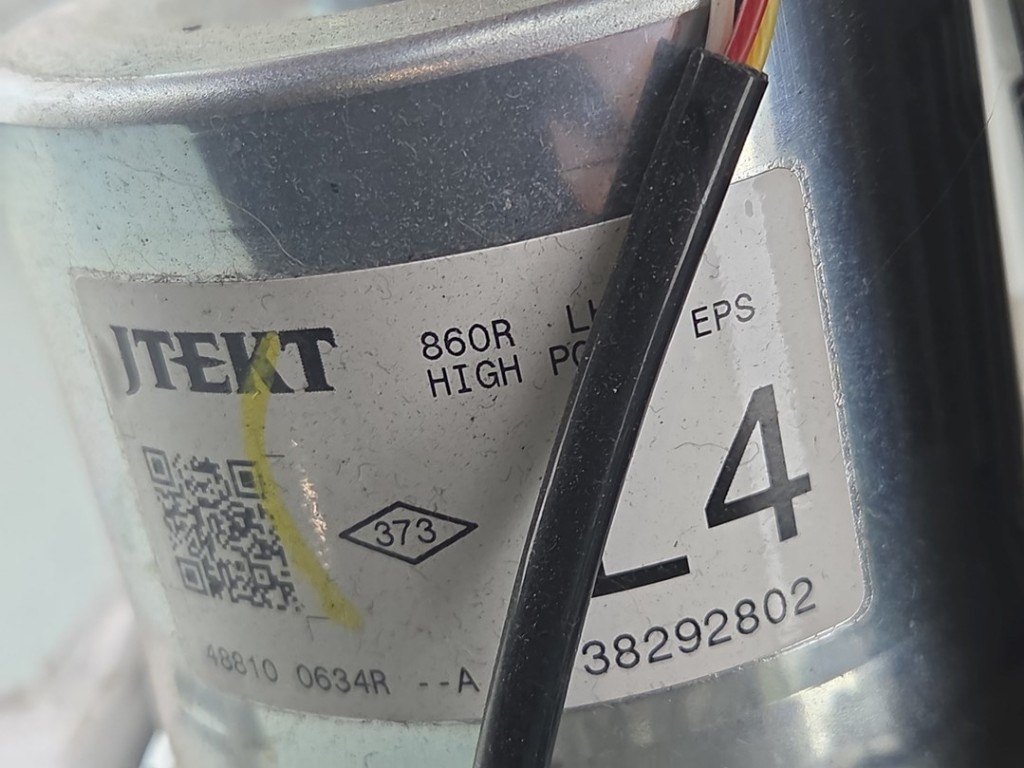 JTEKT
860R EPS
HIGH
4
373
48810 0634R --A 38292802